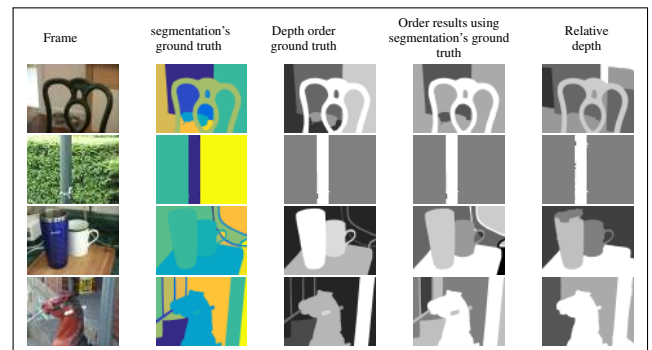 Frame
segmentation's
ground truth
Depth order
ground truth
Order results using
segmentation's ground
truth
Relative
depth